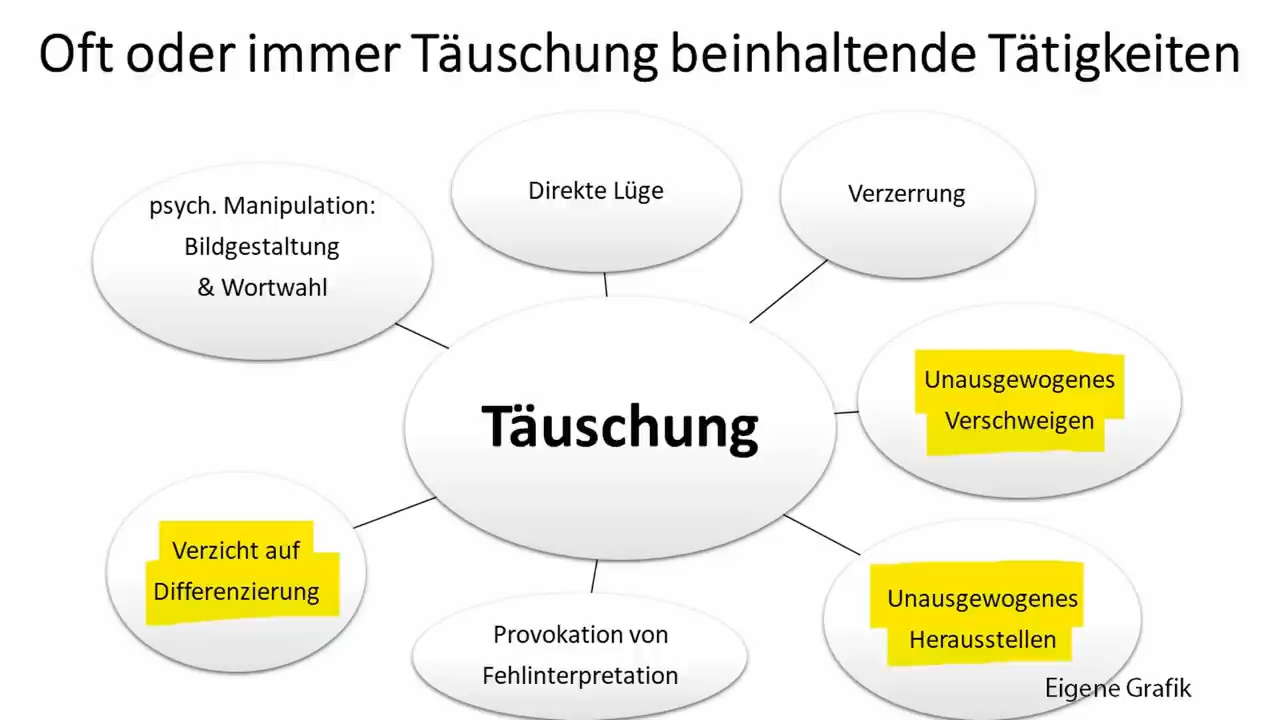 Oft oder immer Täuschung beinhaltende Tätigkeiten
psych. Manipulation:
Bildgestaltung
& Wortwahl
Direkte Lüge
Verzerrung
Unausgewogenes
Verschweigen
Täuschung
Verzicht auf
Differenzierung
Provokation von
Fehlinterpretation
Unausgewogenes
Herausstellen
Eigene Grafik